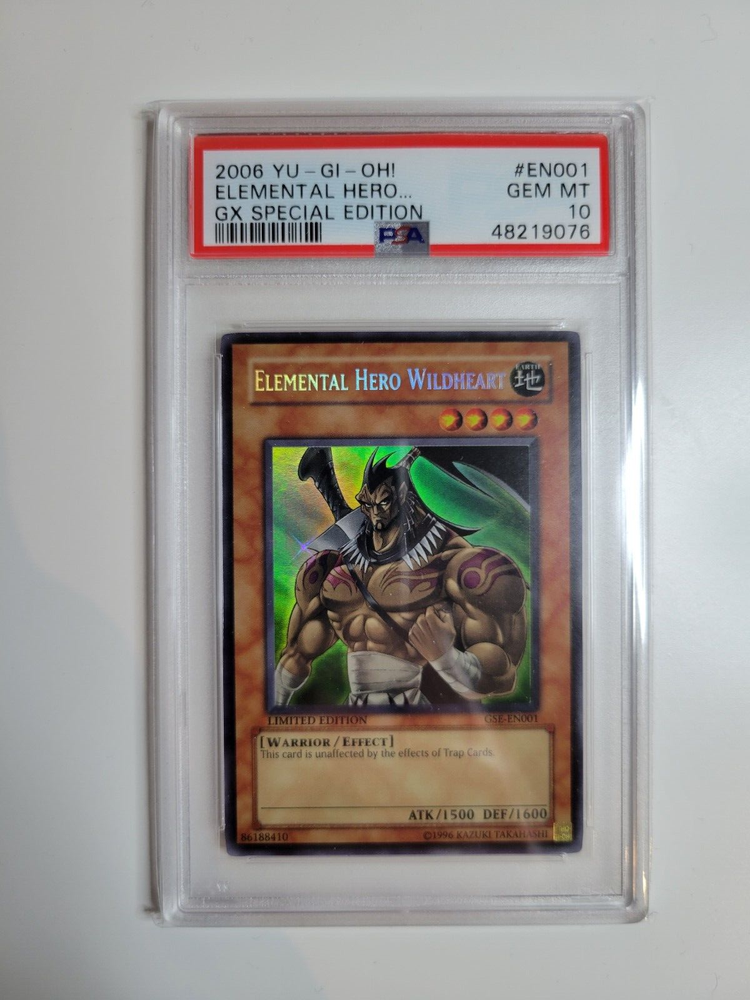 2006 YU-GI-OH! #EN001
ELEMENTAL HERO... GEM MT
GX SPECIAL EDITION 10
PSA 48219076
ELEMENTAL HERO WILDHEART
EARTH
地
LIMITED EDITION GSE-EN001
[WARRIOR / EFFECT]
This card is unaffected by the effects of Trap Cards.
ATK/1500 DEF/1600
86188410 ©1996 KAZUKI TAKAHASHI